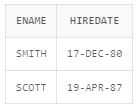 ENAME HIREDATE
SMITH 17-DEC-80
SCOTT 19-APR-87